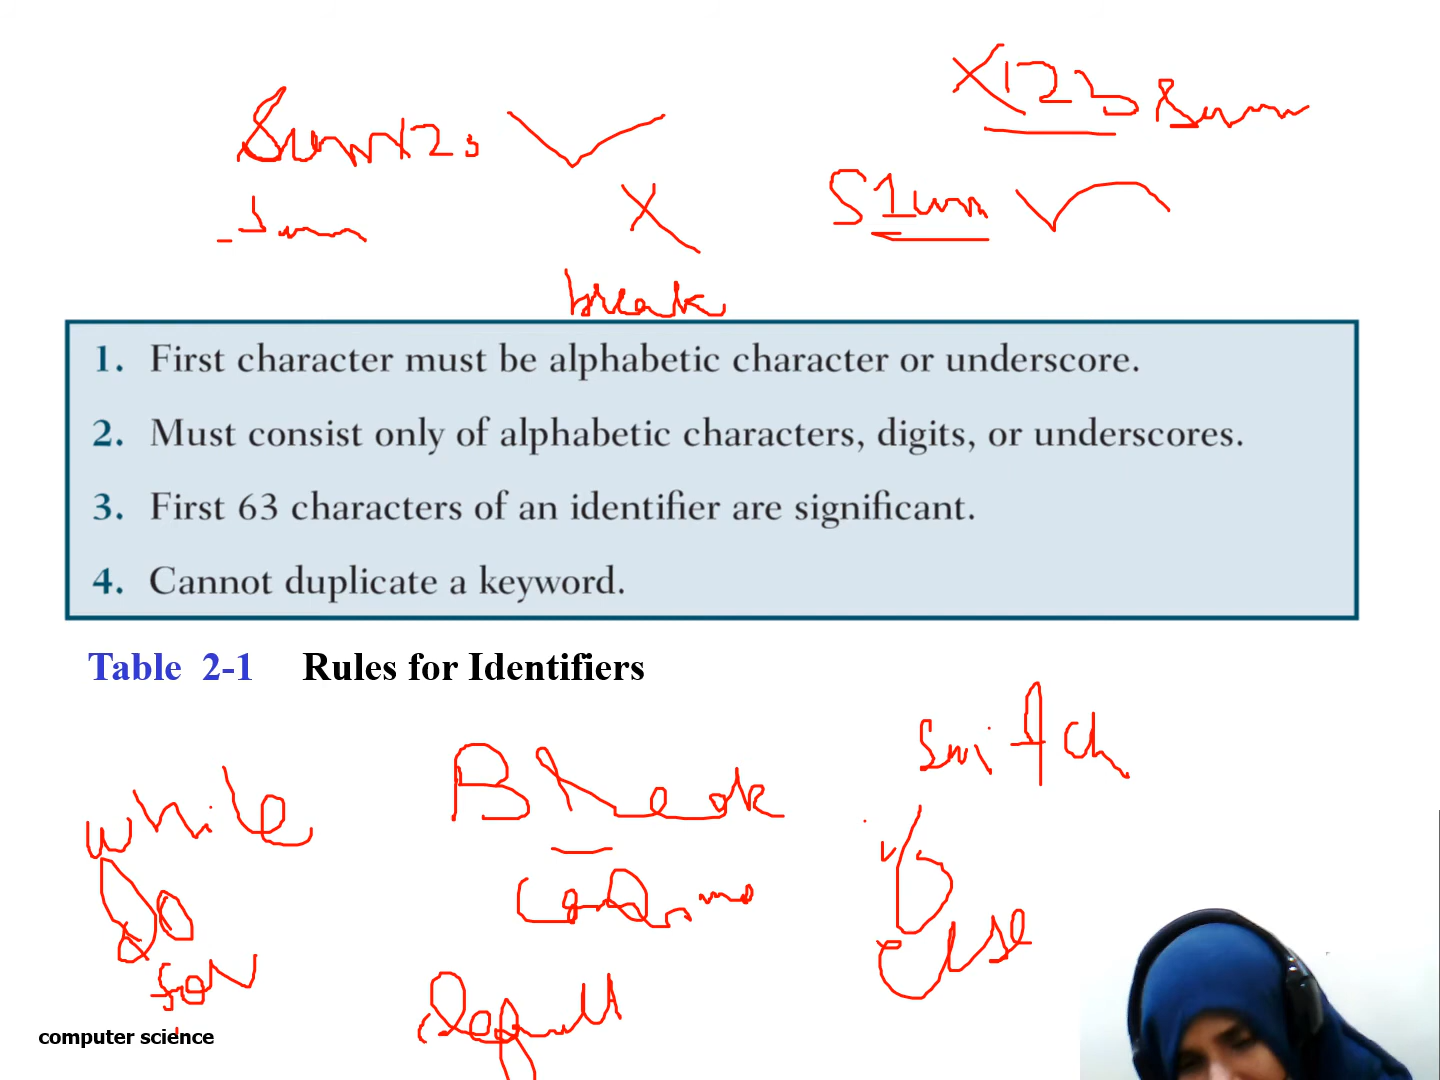 X123 Sum
Sum123
S1um
_Sum
X
break
1. First character must be alphabetic character or underscore.
2. Must consist only of alphabetic characters, digits, or underscores.
3. First 63 characters of an identifier are significant.
4. Cannot duplicate a keyword.
Table 2-1 Rules for Identifiers
switch
Break
while
if
Do
else
for
Default
computer science